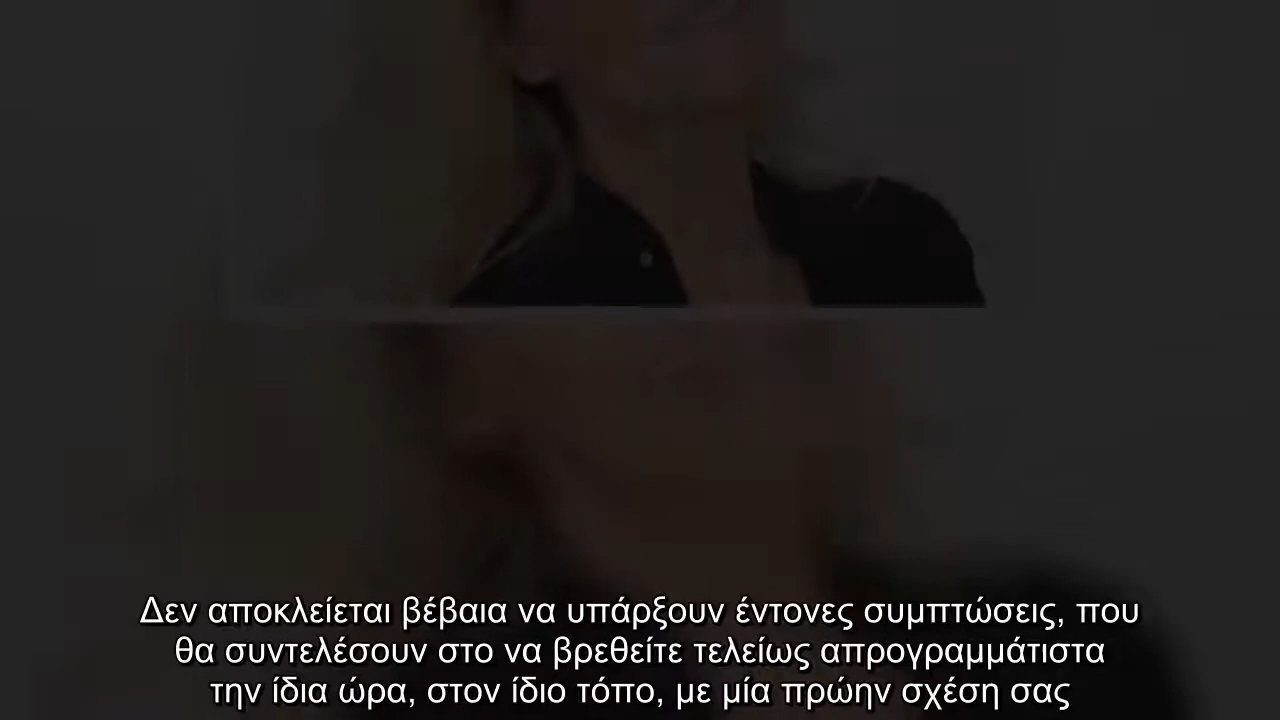 Δεν αποκλείεται βέβαια να υπάρξουν έντονες συμπτώσεις, που
θα συντελέσουν στο να βρεθείτε τελείως απρογραμμάτιστα
την ίδια ώρα, στον ίδιο τόπο, με μία πρώην σχέση σας